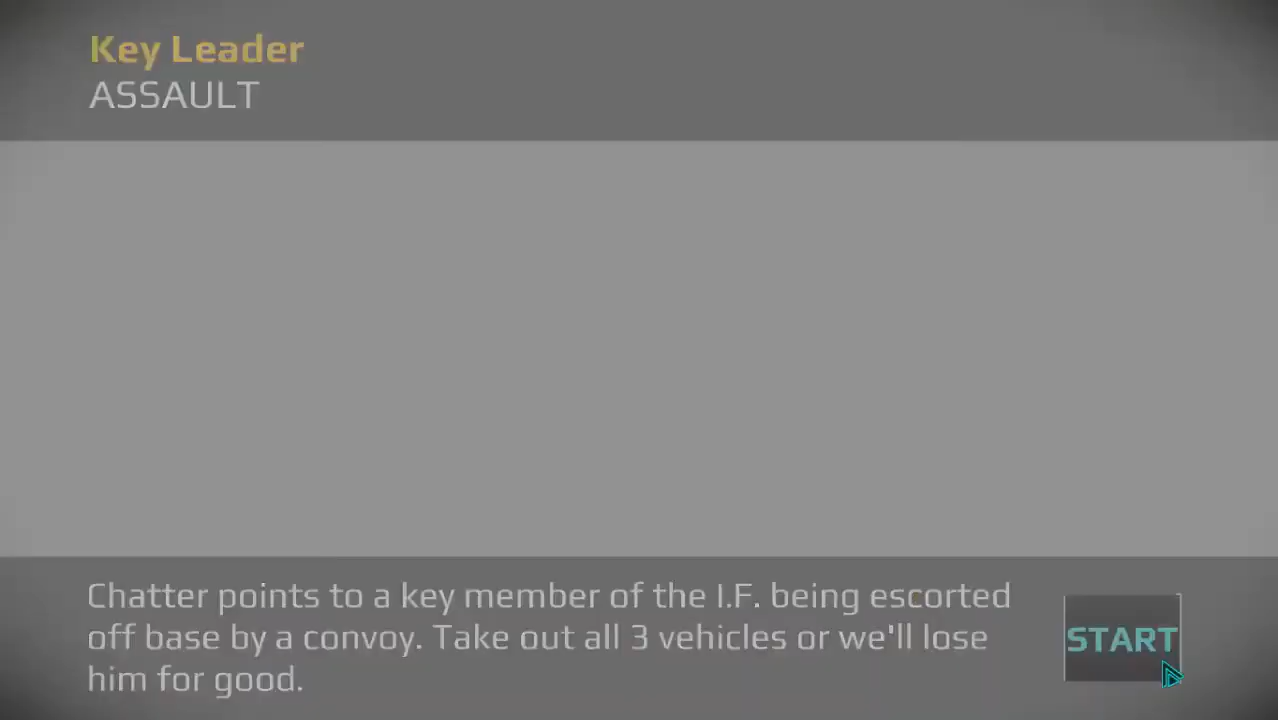 Key Leader
ASSAULT
Chatter points to a key member of the I.F. being escorted
off base by a convoy. Take out all 3 vehicles or we'll lose
him for good.
START